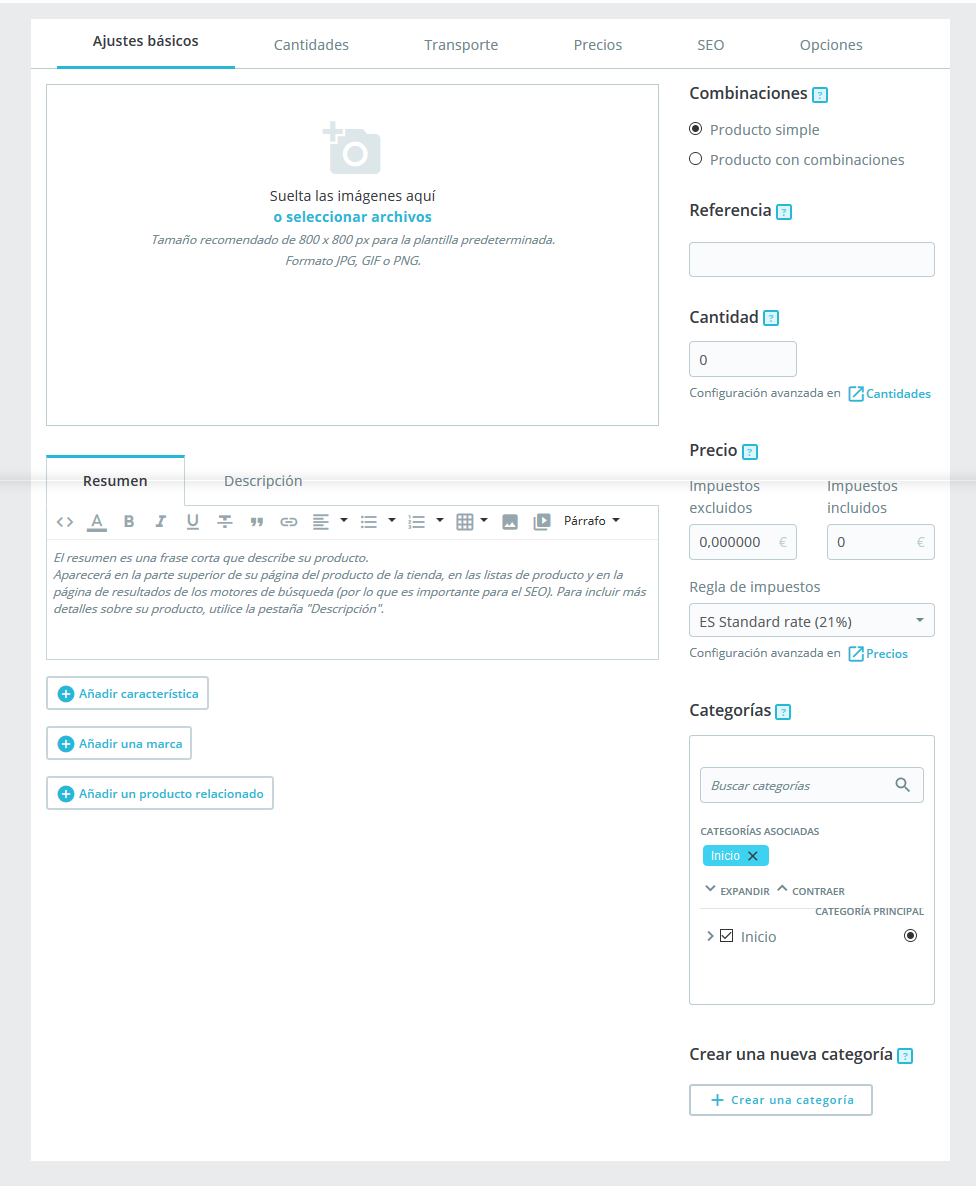 Ajustes básicos
Cantidades
Transporte
Precios
SEO
Opciones
Suelta las imágenes aquí
o seleccionar archivos
Tamaño recomendado de 800 x 800 px para la plantilla predeterminada.
Formato JPG, GIF o PNG.
Resumen
Descripción
<> A B I U Párrafo
El resumen es una frase corta que describe su producto.
Aparecerá en la parte superior de su página del producto de la tienda, en las listas de producto y en la
página de resultados de los motores de búsqueda (por lo que es importante para el SEO). Para incluir más
detalles sobre su producto, utilice la pestaña "Descripción".
Añadir característica
Añadir una marca
Añadir un producto relacionado
Combinaciones ?
Producto simple
Producto con combinaciones
Referencia ?
Cantidad ?
0
Configuración avanzada en Cantidades
Precio ?
Impuestos
excluidos
0,000000 €
Impuestos
incluidos
0 €
Regla de impuestos
ES Standard rate (21%)
Configuración avanzada en Precios
Categorías ?
Buscar categorías
CATEGORÍAS ASOCIADAS
Inicio
EXPANDIR CONTRAER
CATEGORÍA PRINCIPAL
Inicio
Crear una nueva categoría ?
+ Crear una categoría